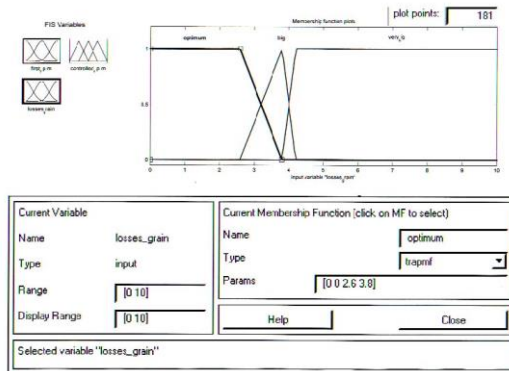 plot points: 181
FIS Variables
Membership function plots
optimum
big
very_b
1
0.5
0
0 1 2 3 4 5 6 7 8 9 10
input variable "losses_grain"
losses_grain
Current Variable
Name losses_grain
Type input
Range [0 10]
Display Range [0 10]
Current Membership Function (click on MF to select)
Name optimum
Type trapmf
Params [0 0 2.6 3.8]
Help Close
Selected variable "losses_grain"